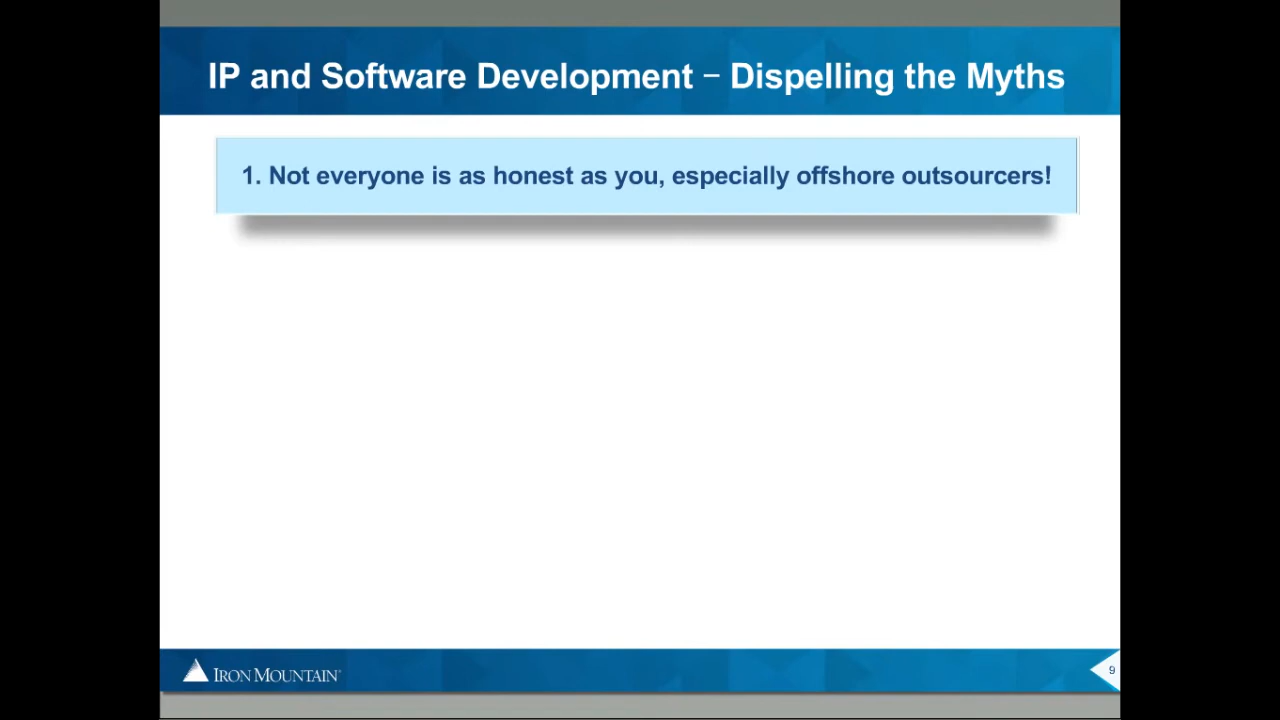 IP and Software Development – Dispelling the Myths
1. Not everyone is as honest as you, especially offshore outsourcers!
IRON MOUNTAIN®
9